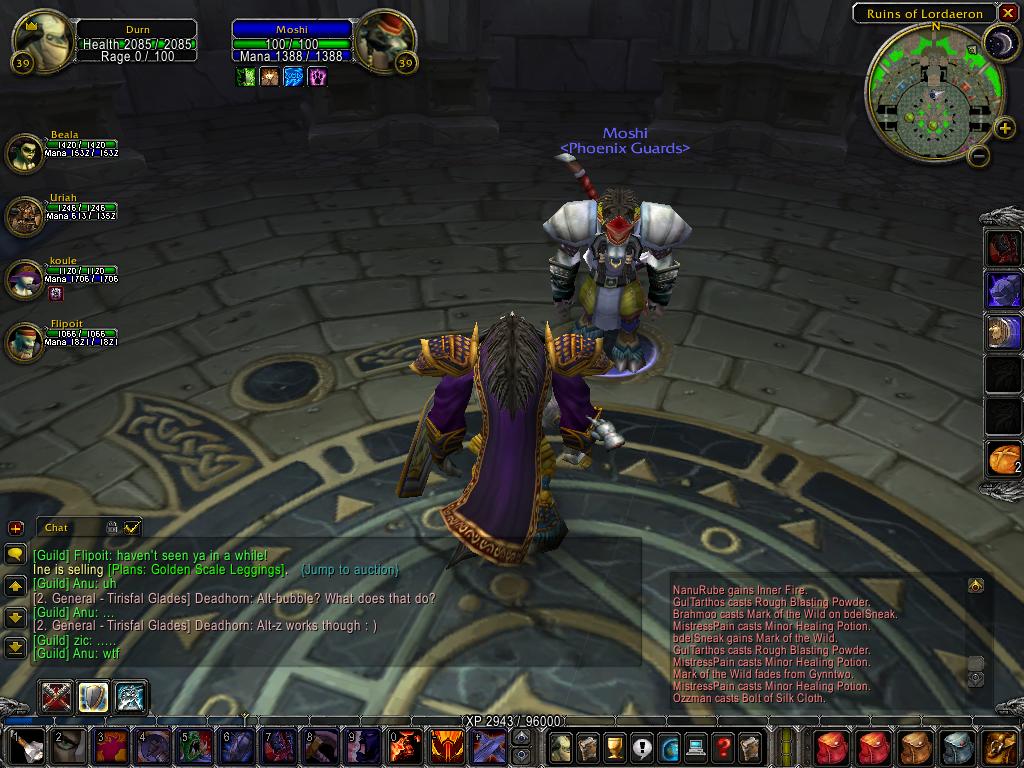 Durn
Health 2085 / 2085
Rage 0 / 100
39
Moshi
100 / 100
Mana 1388 / 1388
39
Ruins of Lordaeron
N
Beala
1420 / 1420
Mana 1532 / 1532
Uriah
1246 / 1246
Mana 613 / 1352
koule
1120 / 1120
Mana 1706 / 1706
Flipoit
1066 / 1066
Mana 1821 / 1821
Moshi
<Phoenix Guards>
2
Chat
[Guild] Flipoit: haven't seen ya in a while!
Ine is selling [Plans: Golden Scale Leggings]. (Jump to auction)
[Guild] Anu: uh
[2. General - Tirisfal Glades] Deadhorn: Alt-bubble? What does that do?
[Guild] Anu: ...
[2. General - Tirisfal Glades] Deadhorn: Alt-z works though : )
[Guild] zic: .....
[Guild] Anu: wtf
NanuRube gains Inner Fire.
GulTarthos casts Rough Blasting Powder.
Brahmog casts Mark of the Wild on bdelSneak.
MistressPain casts Minor Healing Potion.
bdelSneak gains Mark of the Wild.
GulTarthos casts Rough Blasting Powder.
MistressPain casts Minor Healing Potion.
Mark of the Wild fades from Gynntwo.
MistressPain casts Minor Healing Potion.
Ozzman casts Bolt of Silk Cloth.
XP 2943 / 96000
1 2 3 4 5 6 7 8 9 0 - +